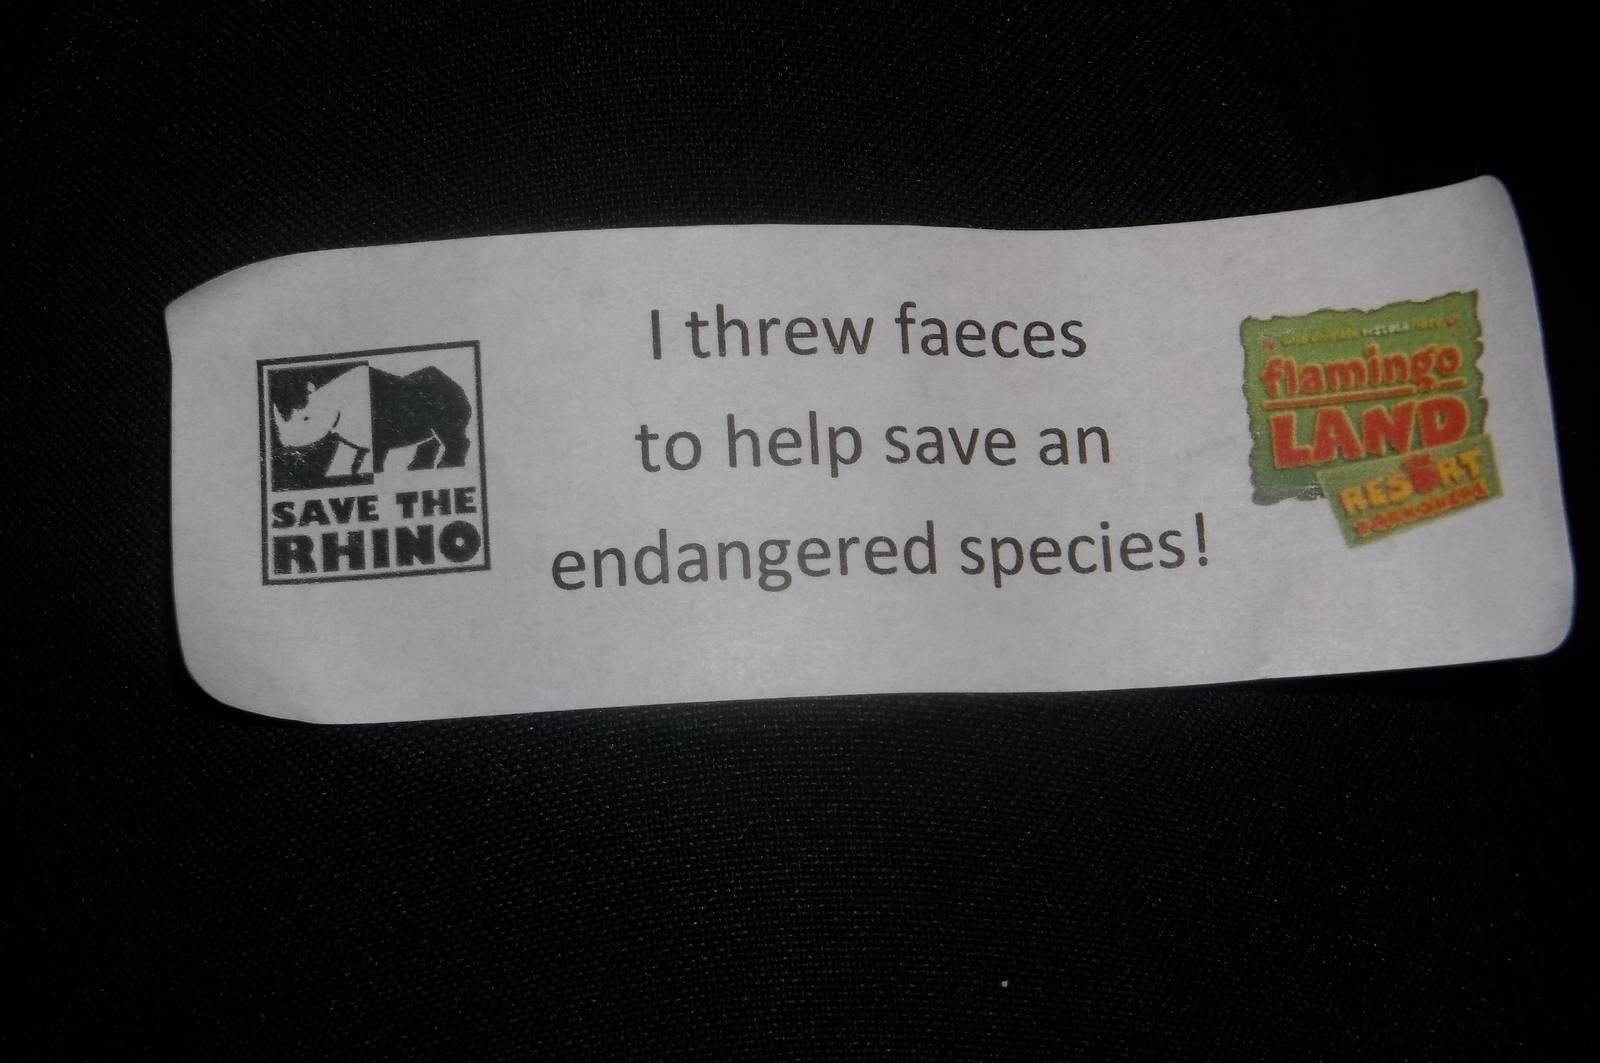 I threw faeces
to help save an
endangered species!
SAVE THE
RHINO
flamingo
LAND
RESORT